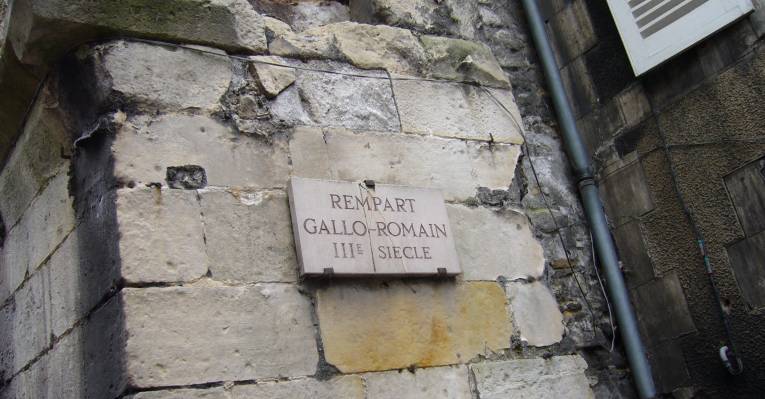 REMPART
GALLO-ROMAIN
IIIE SIECLE